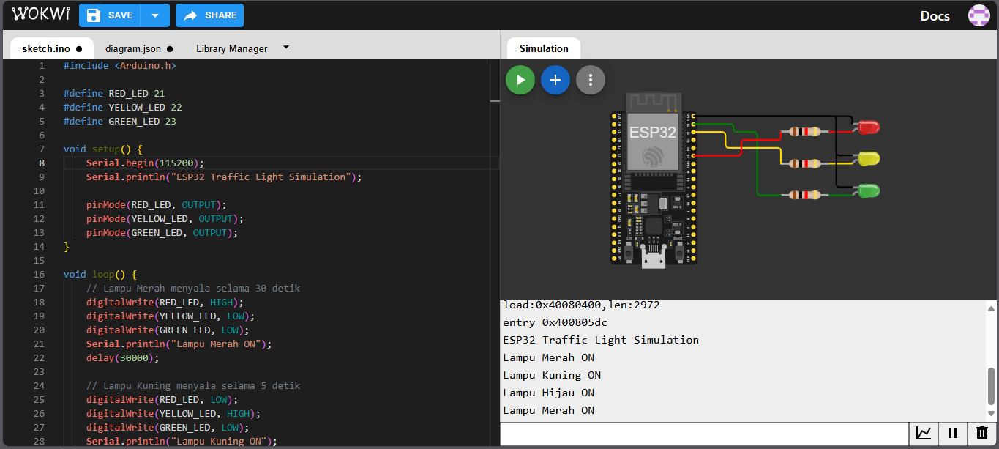 WOKWI SAVE SHARE Docs
sketch.ino diagram.json Library Manager
Simulation
1 #include <Arduino.h>
2
3 #define RED_LED 21
4 #define YELLOW_LED 22
5 #define GREEN_LED 23
6
7 void setup() {
8 Serial.begin(115200);
9 Serial.println("ESP32 Traffic Light Simulation");
10
11 pinMode(RED_LED, OUTPUT);
12 pinMode(YELLOW_LED, OUTPUT);
13 pinMode(GREEN_LED, OUTPUT);
14 }
15
16 void loop() {
17 // Lampu Merah menyala selama 30 detik
18 digitalWrite(RED_LED, HIGH);
19 digitalWrite(YELLOW_LED, LOW);
20 digitalWrite(GREEN_LED, LOW);
21 Serial.println("Lampu Merah ON");
22 delay(30000);
23
24 // Lampu Kuning menyala selama 5 detik
25 digitalWrite(RED_LED, LOW);
26 digitalWrite(YELLOW_LED, HIGH);
27 digitalWrite(GREEN_LED, LOW);
28 Serial.println("Lampu Kuning ON");
ESP32
EN
Boot
load:0x40080400,len:2972
entry 0x400805dc
ESP32 Traffic Light Simulation
Lampu Merah ON
Lampu Kuning ON
Lampu Hijau ON
Lampu Merah ON